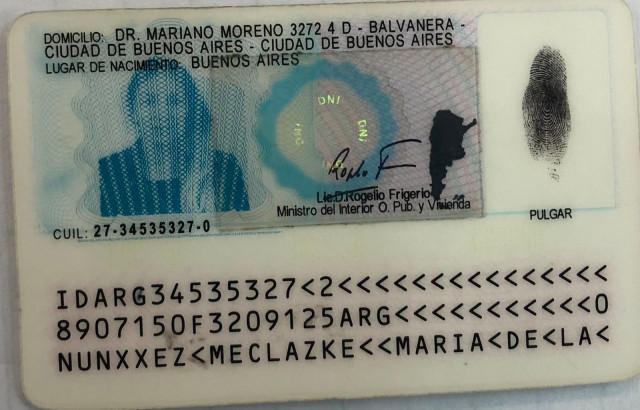 DOMICILIO: DR. MARIANO MORENO 3272 4 D - BALVANERA -
CIUDAD DE BUENOS AIRES - CIUDAD DE BUENOS AIRES
LUGAR DE NACIMIENTO: BUENOS AIRES
DNI
DNI
DNI
Lic.D.Rogelio Frigerio
Ministro del Interior O. Pub. y Vivienda
PULGAR
CUIL: 27-34535327-0
IDARG34535327<2<<<<<<<<<<<<<<<
8907150F3209125ARG<<<<<<<<<<<0
NUNXXEZ<MECLAZKE<<MARIA<DE<LA<